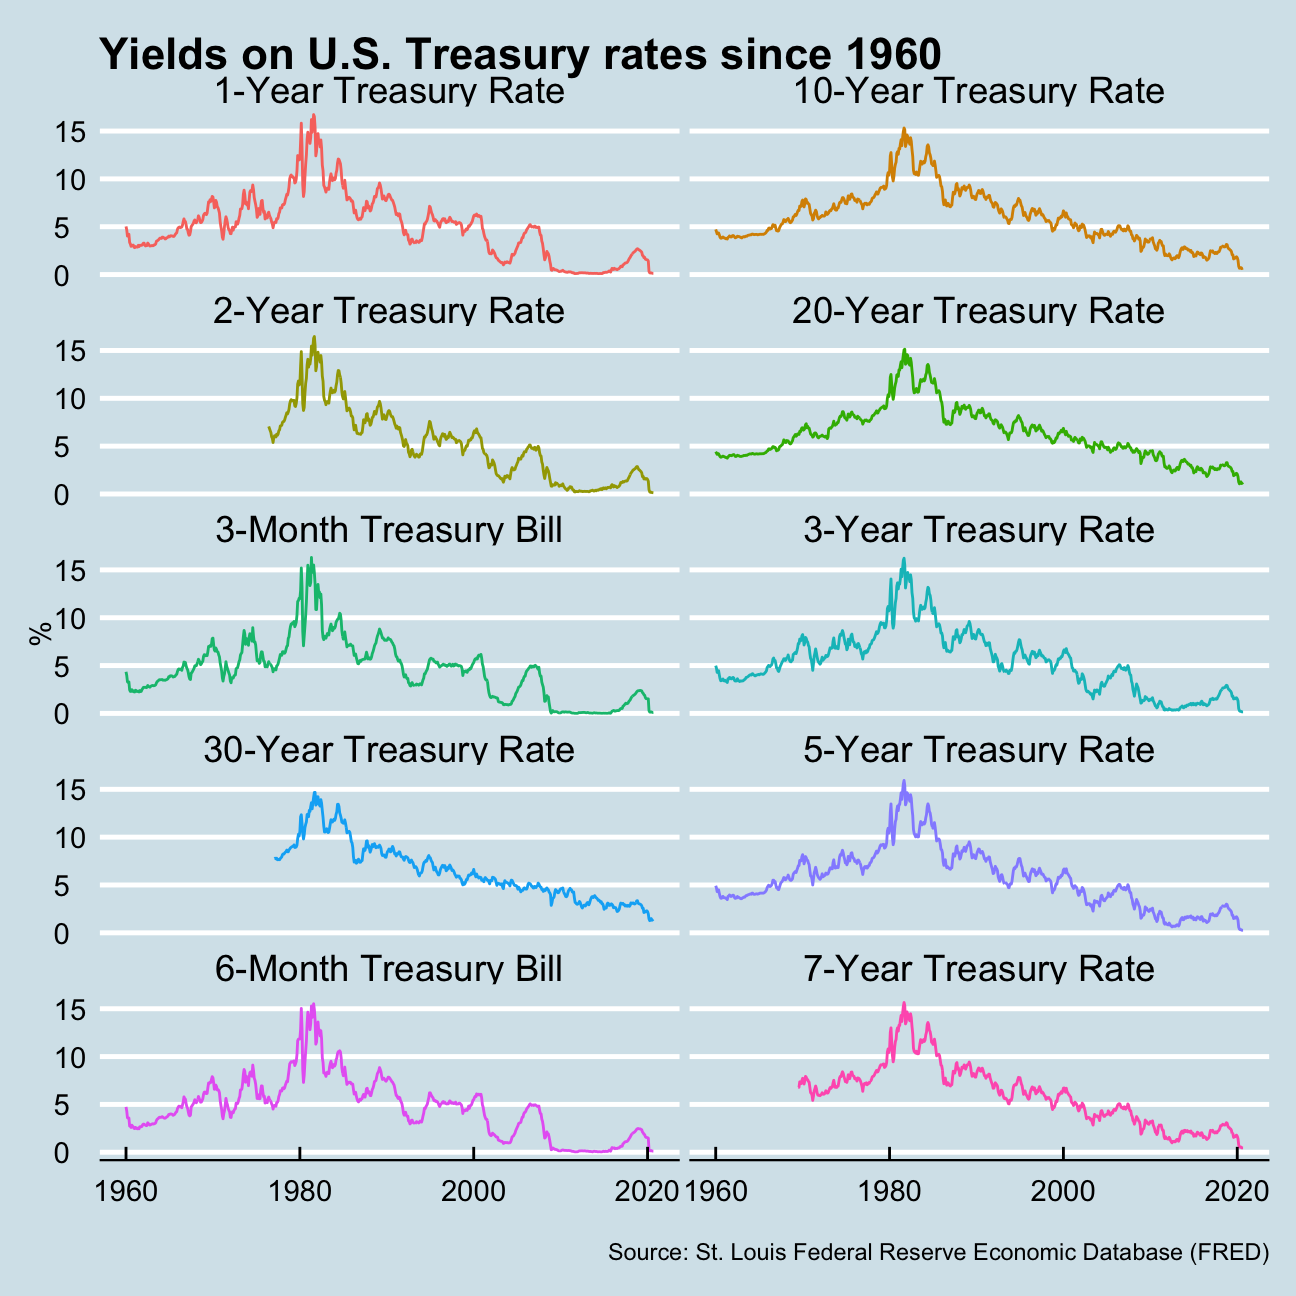 Yields on U.S. Treasury rates since 1960
1-Year Treasury Rate
10-Year Treasury Rate
15
10
5
0
2-Year Treasury Rate
20-Year Treasury Rate
15
10
5
0
3-Month Treasury Bill
3-Year Treasury Rate
15
10
5
0
%
30-Year Treasury Rate
5-Year Treasury Rate
15
10
5
0
6-Month Treasury Bill
7-Year Treasury Rate
15
10
5
0
1960 1980 2000 2020 1960 1980 2000 2020
Source: St. Louis Federal Reserve Economic Database (FRED)